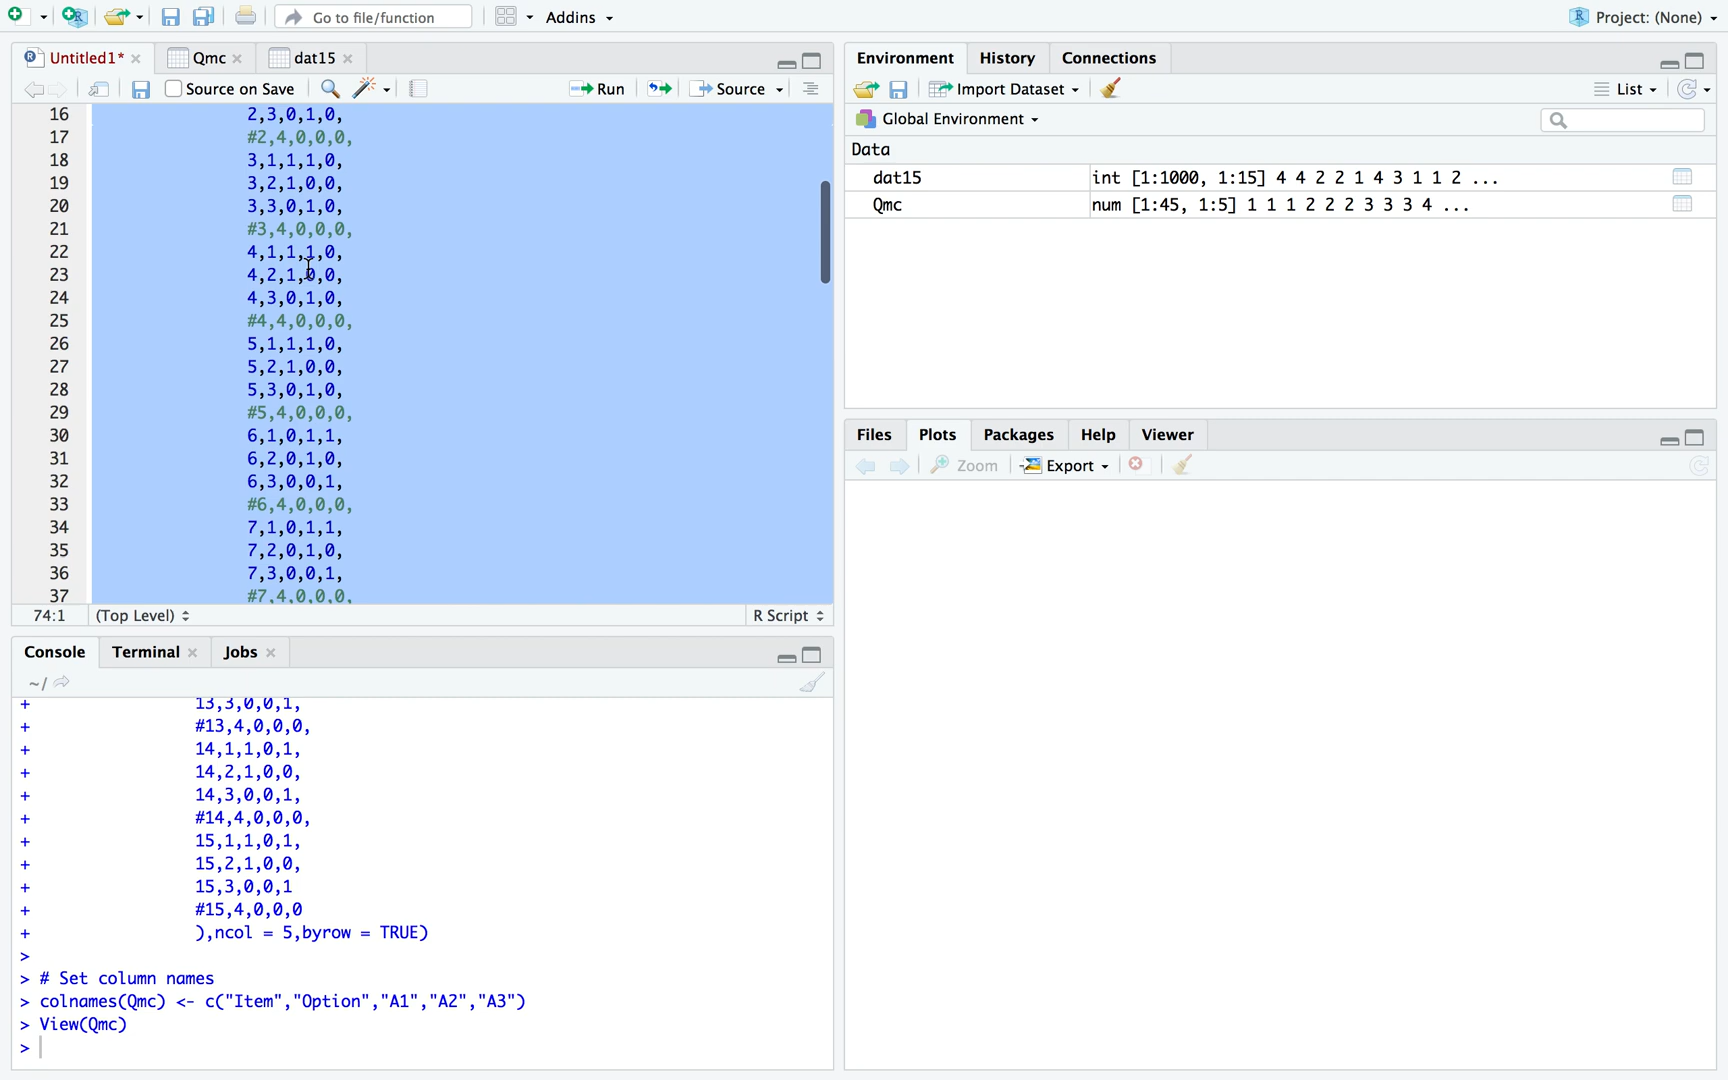 Go to file/function
Addins
Project: (None)
Untitled1*
Qmc
dat15
Source on Save
Run
Source
16 2,3,0,1,0,
17 #2,4,0,0,0,
18 3,1,1,1,0,
19 3,2,1,0,0,
20 3,3,0,1,0,
21 #3,4,0,0,0,
22 4,1,1,1,0,
23 4,2,1,0,0,
24 4,3,0,1,0,
25 #4,4,0,0,0,
26 5,1,1,1,0,
27 5,2,1,0,0,
28 5,3,0,1,0,
29 #5,4,0,0,0,
30 6,1,0,1,1,
31 6,2,0,1,0,
32 6,3,0,0,1,
33 #6,4,0,0,0,
34 7,1,0,1,1,
35 7,2,0,1,0,
36 7,3,0,0,1,
37 #7,4,0,0,0,
74:1 (Top Level) R Script
Console Terminal Jobs
~/
+ 13,3,0,0,1,
+ #13,4,0,0,0,
+ 14,1,1,0,1,
+ 14,2,1,0,0,
+ 14,3,0,0,1,
+ #14,4,0,0,0,
+ 15,1,1,0,1,
+ 15,2,1,0,0,
+ 15,3,0,0,1
+ #15,4,0,0,0
+ ),ncol = 5,byrow = TRUE)
>
> # Set column names
> colnames(Qmc) <- c("Item","Option","A1","A2","A3")
> View(Qmc)
>
Environment History Connections
Import Dataset
List
Global Environment
Data
dat15 int [1:1000, 1:15] 4 4 2 2 1 4 3 1 1 2 ...
Qmc num [1:45, 1:5] 1 1 1 2 2 2 3 3 3 4 ...
Files Plots Packages Help Viewer
Zoom Export